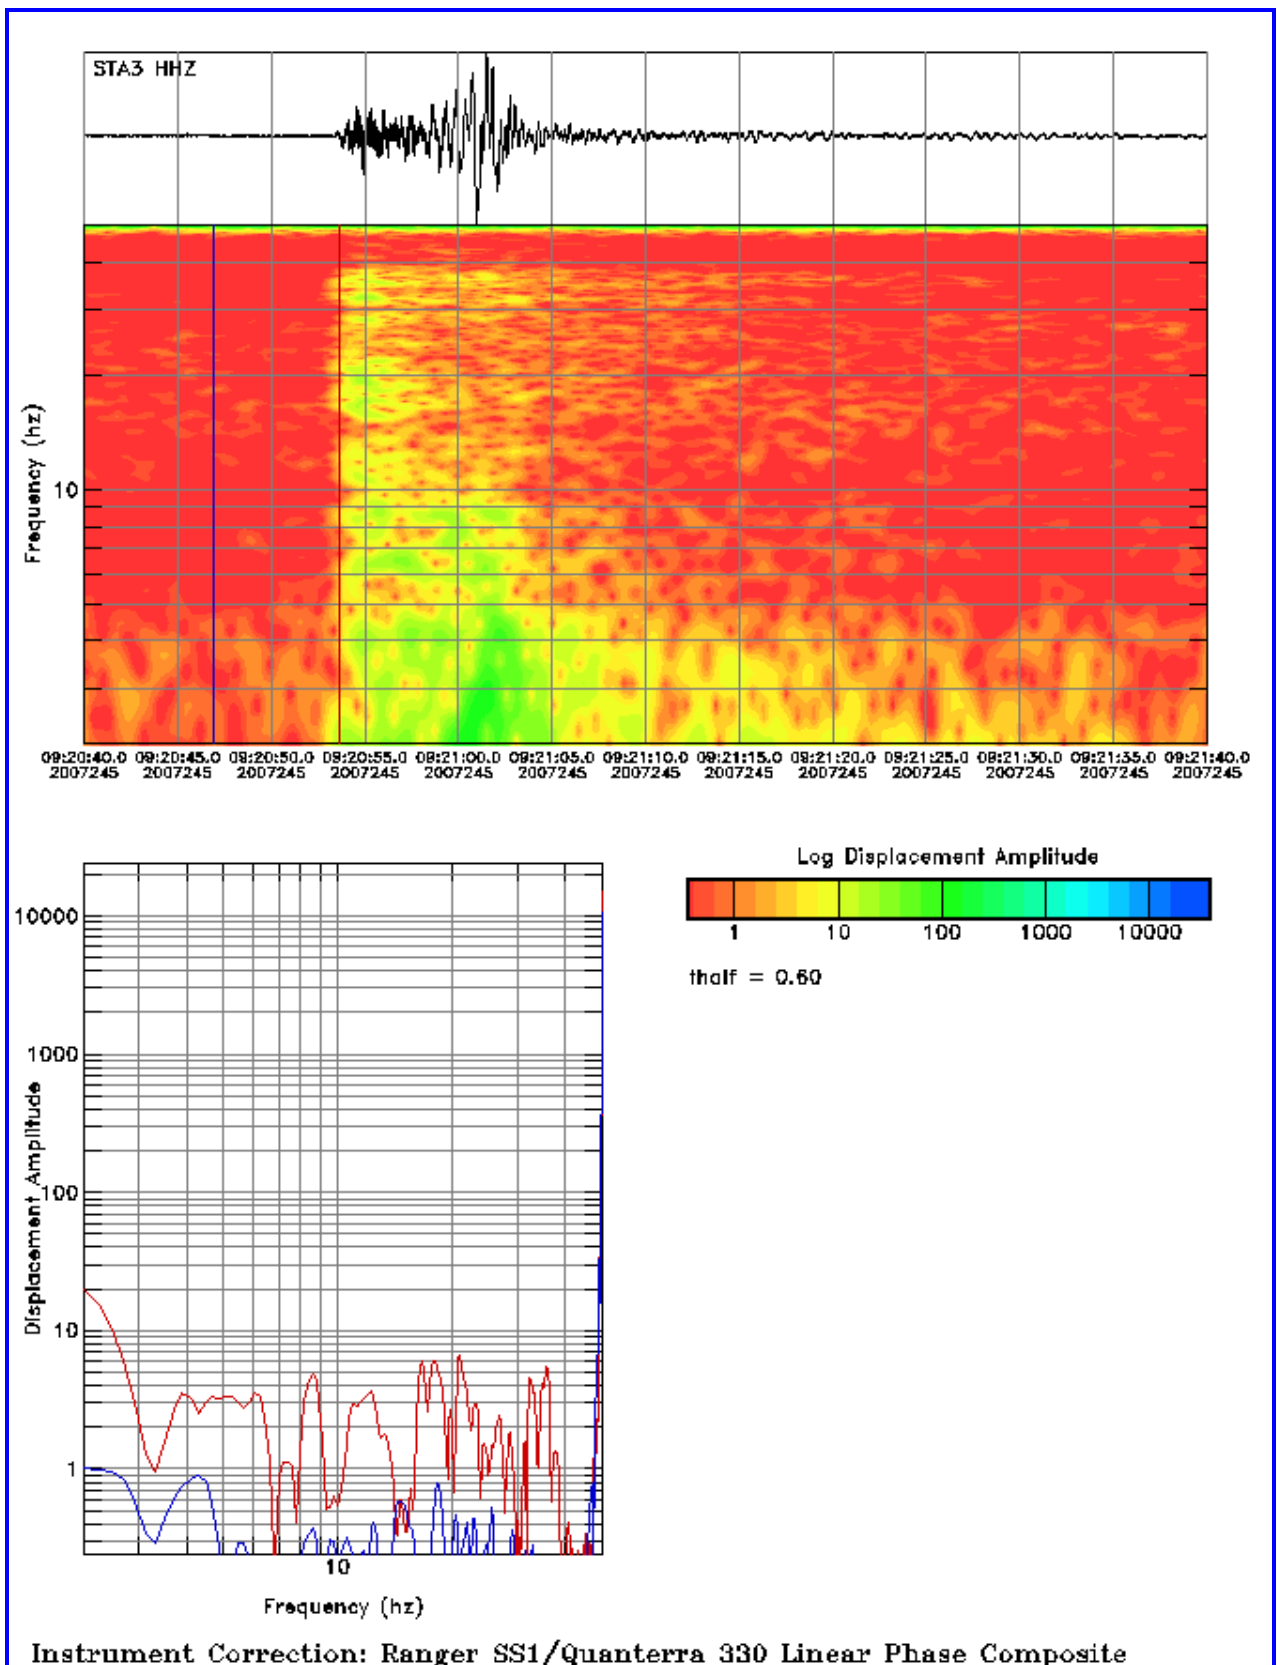 STA3 HHZ
Frequency (hz)
10
09:20:40.0 09:20:45.0 09:20:50.0 09:20:55.0 09:21:00.0 09:21:05.0 09:21:10.0 09:21:15.0 09:21:20.0 09:21:25.0 09:21:30.0 09:21:35.0 09:21:40.0
2007245 2007245 2007245 2007245 2007245 2007245 2007245 2007245 2007245 2007245 2007245 2007245 2007245
Log Displacement Amplitude
1 10 100 1000 10000
thalf = 0.60
Displacement Amplitude
10000
1000
100
10
1
10
Frequency (hz)
Instrument Correction: Ranger SS1/Quanterra 330 Linear Phase Composite